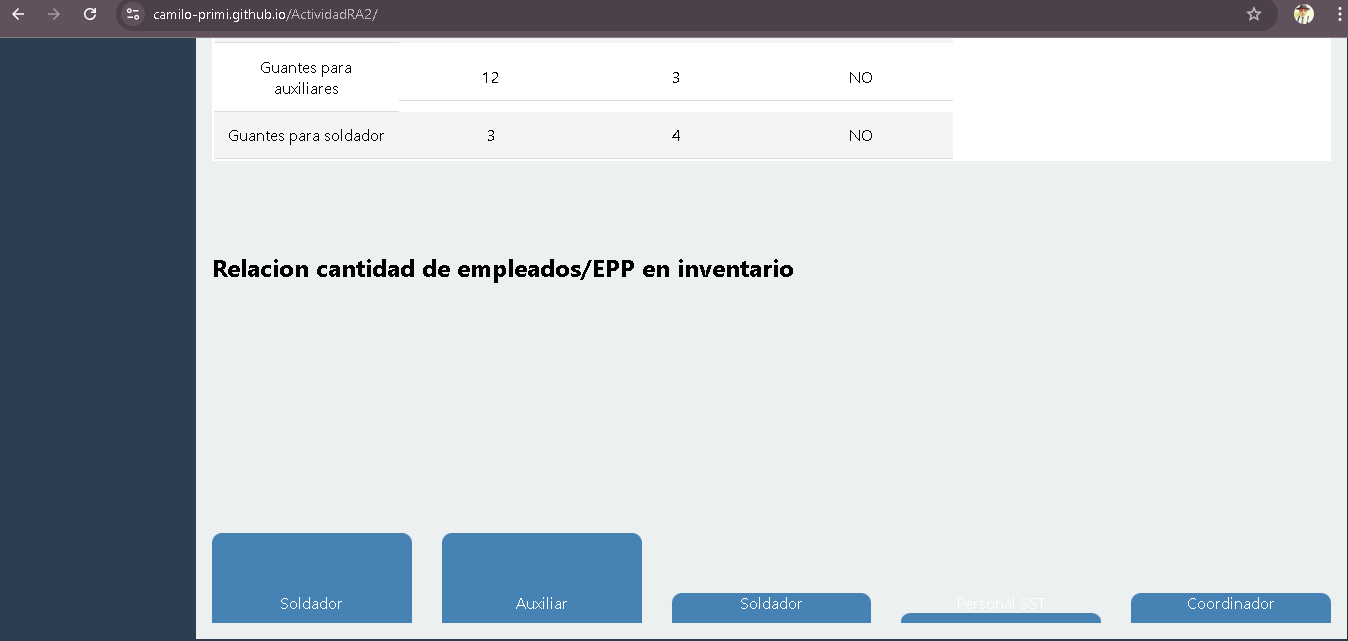 camilo-primi.github.io/ActividadRA2/
Guantes para
auxiliares
12
3
NO
Guantes para soldador
3
4
NO
Relacion cantidad de empleados/EPP en inventario
Soldador
Auxiliar
Soldador
Personal SST
Coordinador